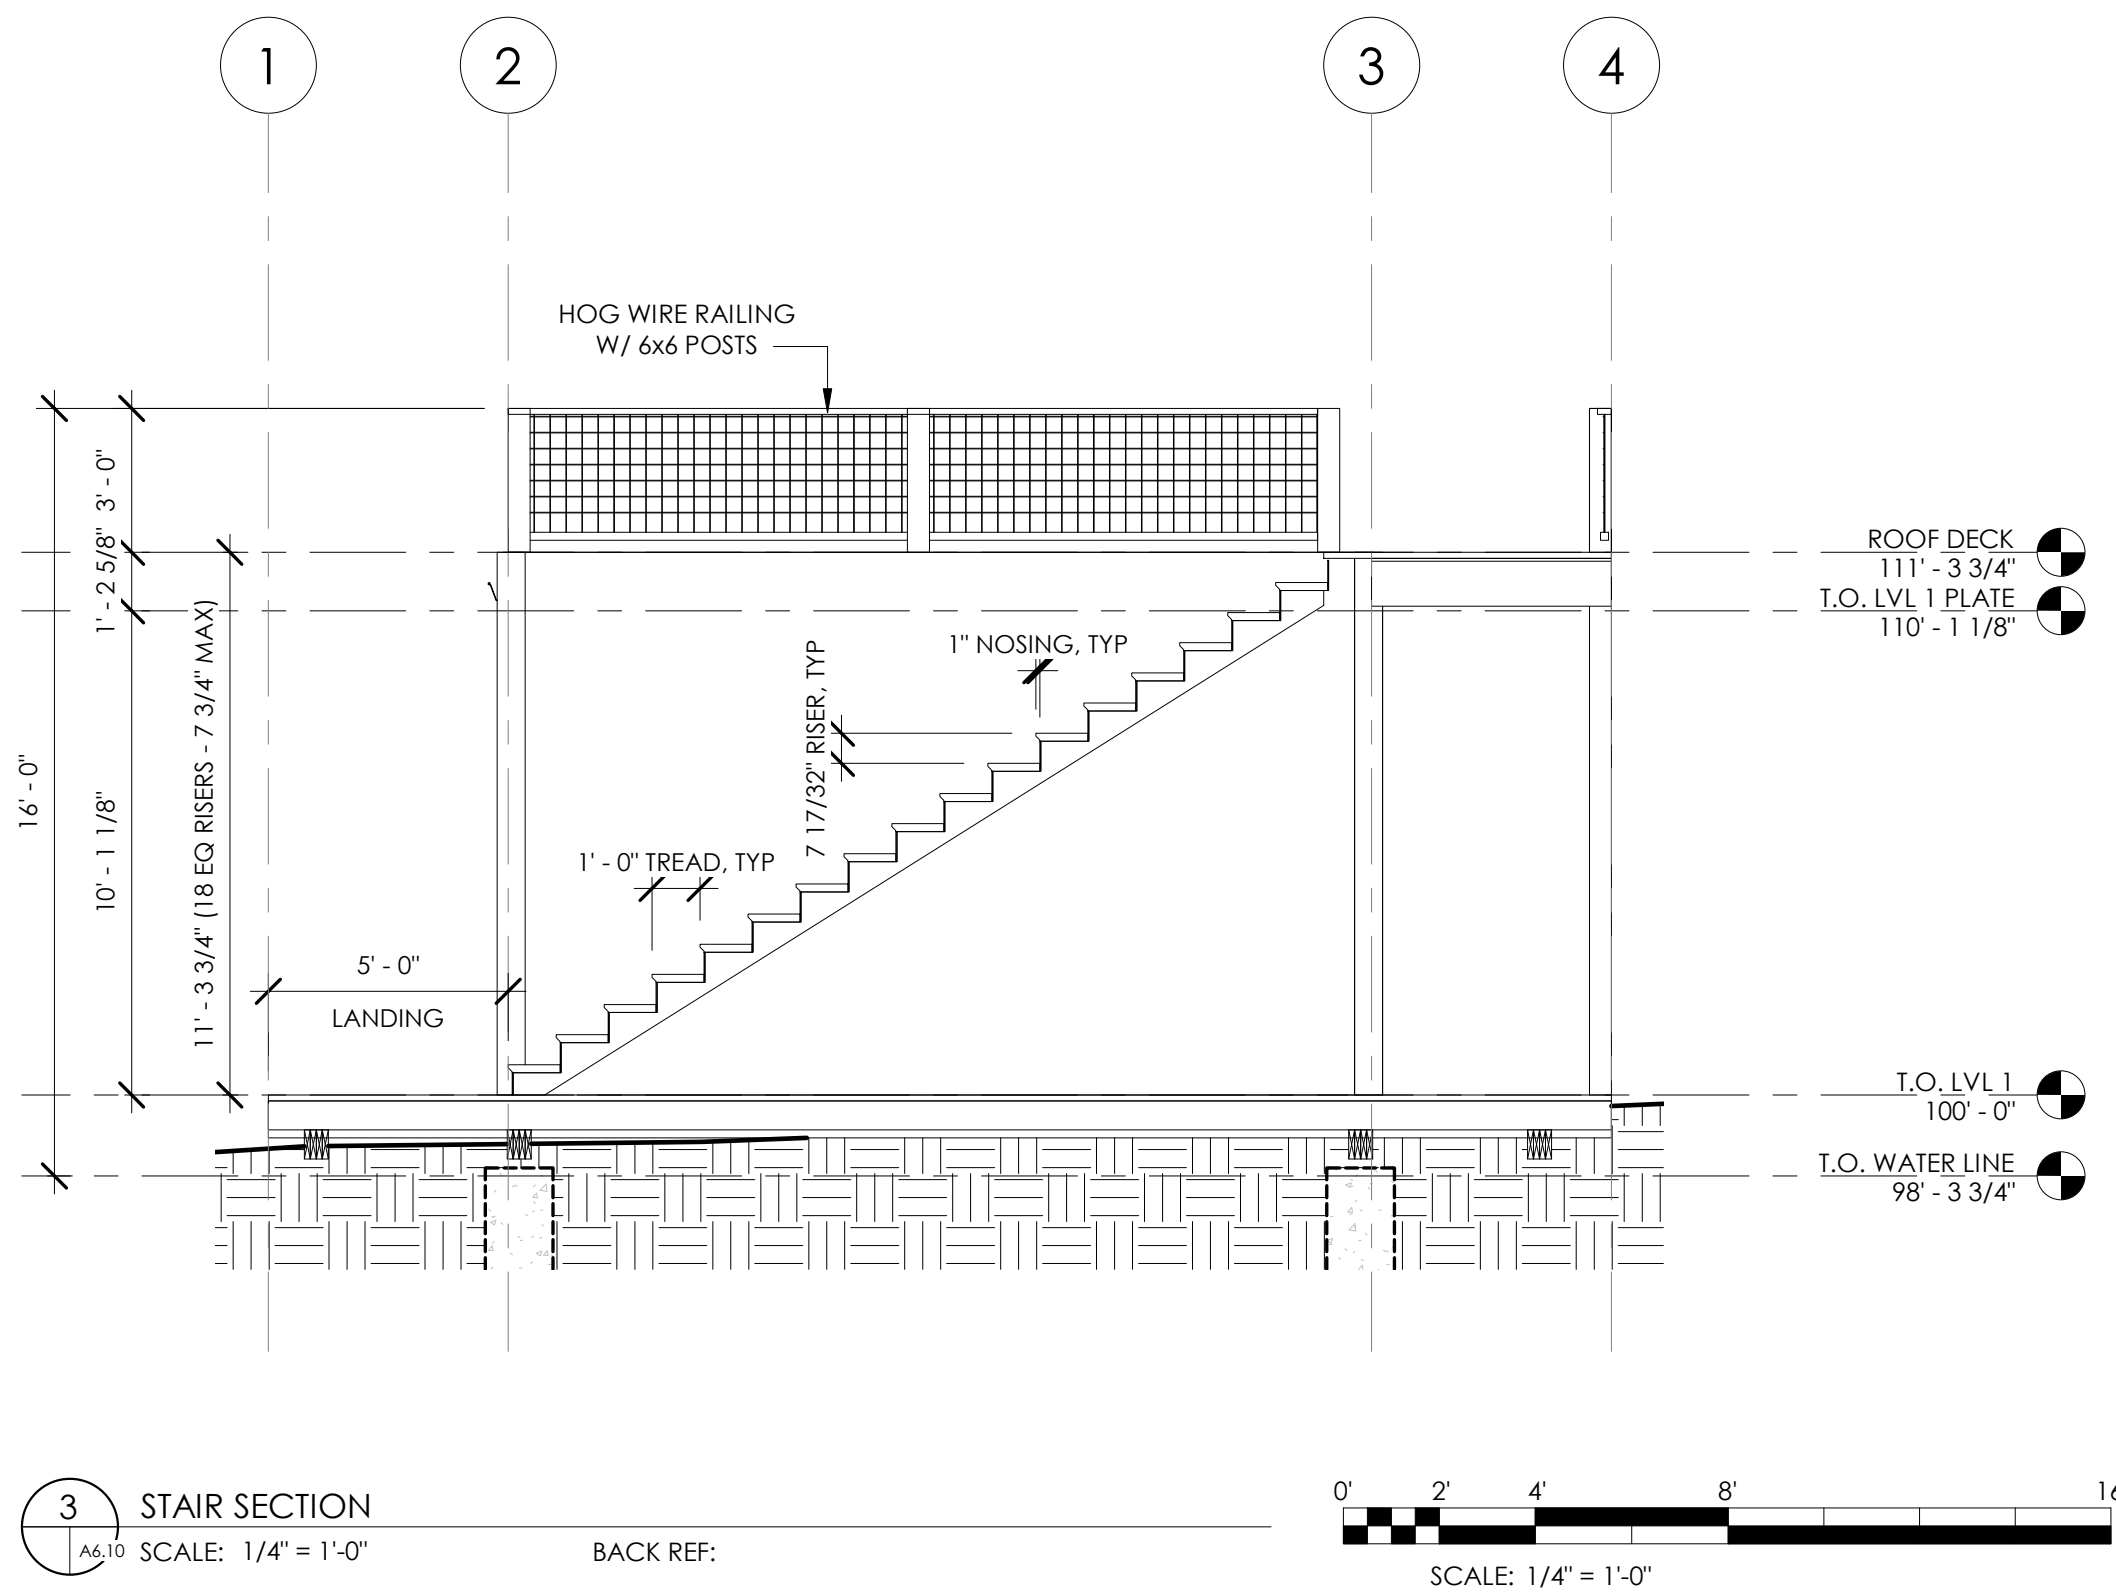 1
2
3
4
HOG WIRE RAILING
W/ 6x6 POSTS
3' - 0"
1' - 2 5/8"
10' - 1 1/8"
16' - 0"
11' - 3 3/4" (18 EQ RISERS - 7 3/4" MAX)
ROOF DECK
111' - 3 3/4"
T.O. LVL 1 PLATE
110' - 1 1/8"
1" NOSING, TYP
7 17/32" RISER, TYP
1' - 0" TREAD, TYP
5' - 0"
LANDING
T.O. LVL 1
100' - 0"
T.O. WATER LINE
98' - 3 3/4"
3
A6.10
STAIR SECTION
SCALE: 1/4" = 1'-0"
BACK REF:
0' 2' 4' 8'
SCALE: 1/4" = 1'-0"